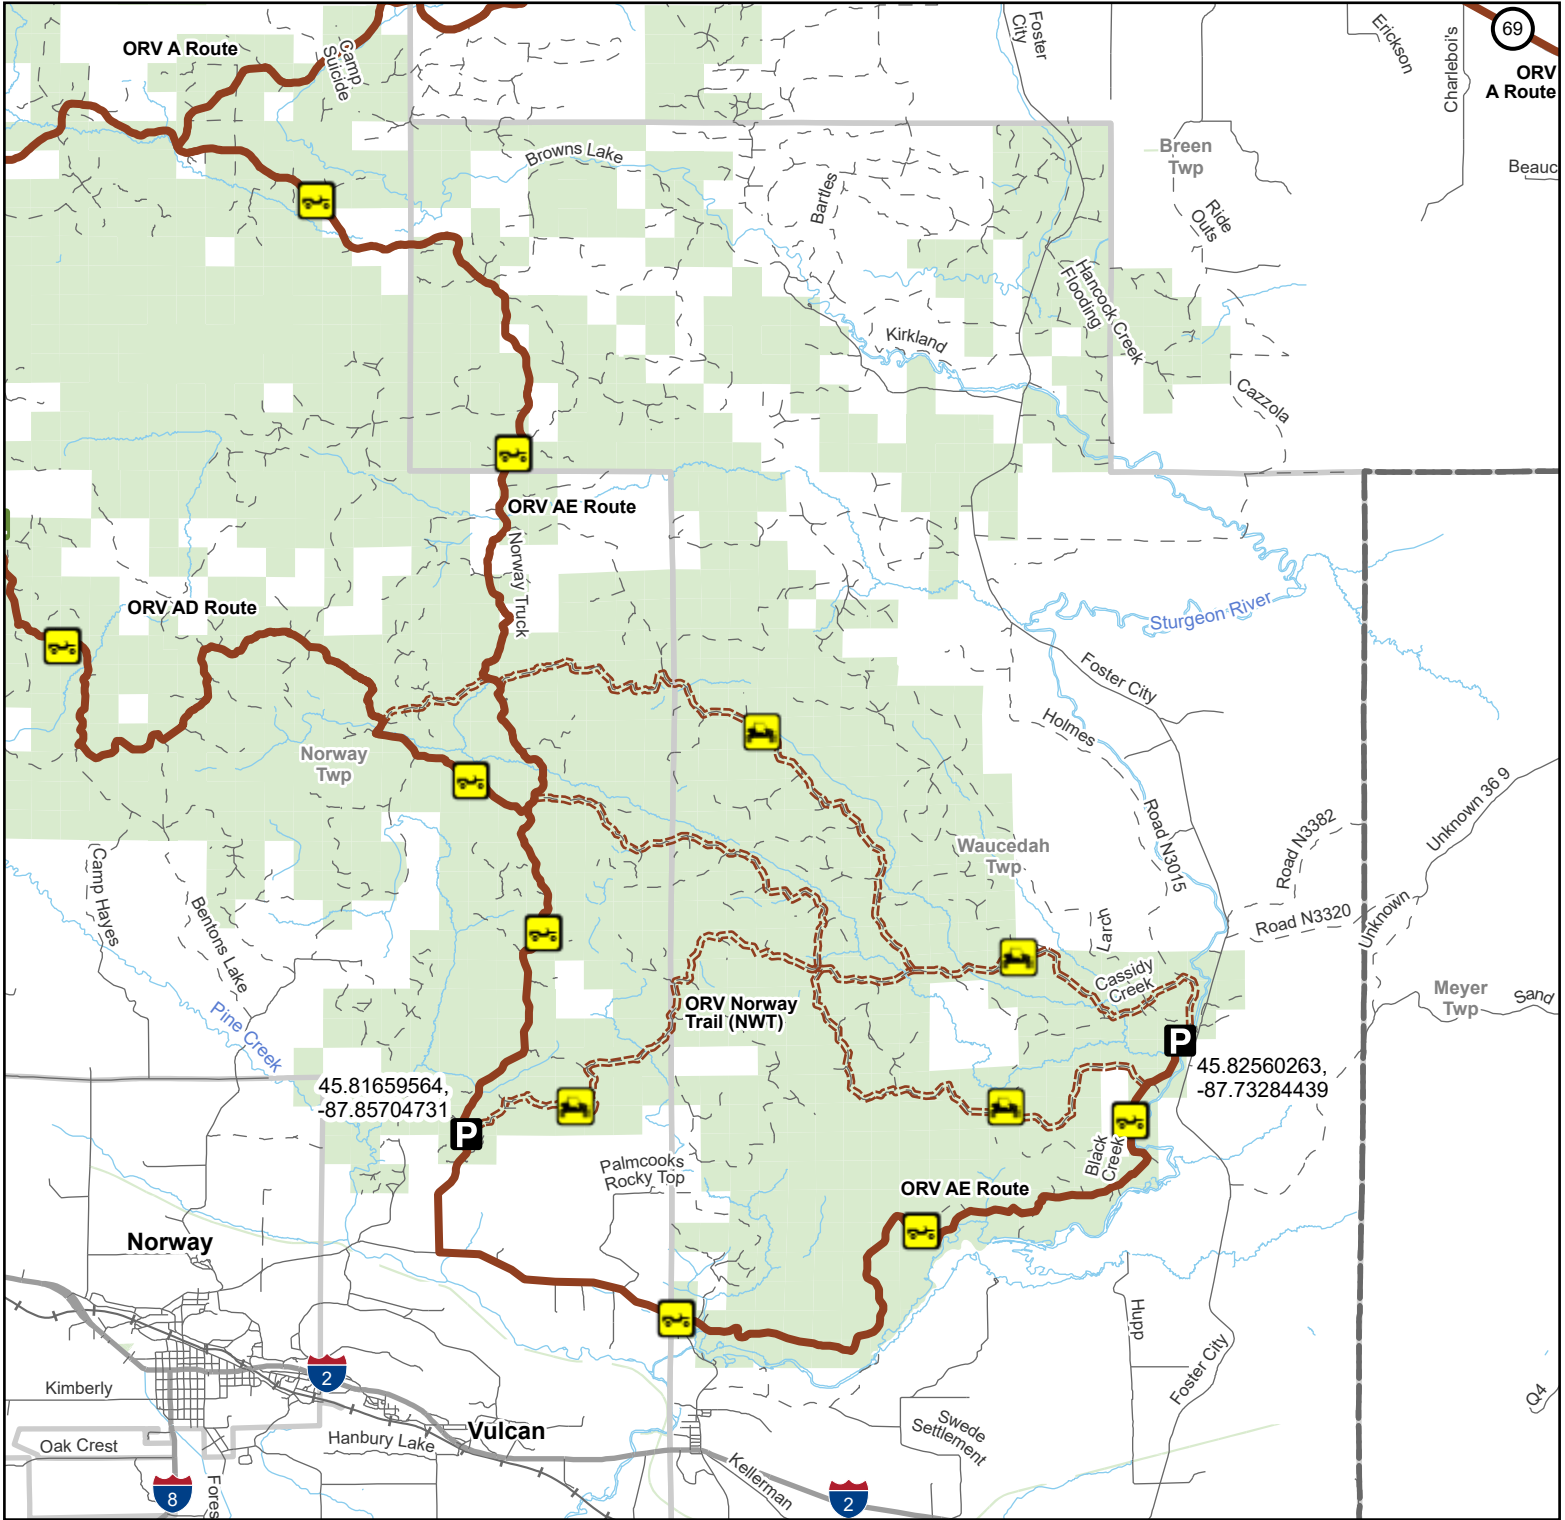 ORV A Route
Camp
Suicide
Foster
City
Erickson
Charleboi's
69
ORV
A Route
Browns Lake
Breen
Twp
Beauc
Bartles
Ride
Outs
Hancock Creek
Flooding
Kirkland
Cazzola
ORV AE Route
Norway Truck
ORV AD Route
Sturgeon River
Foster City
Holmes
Norway
Twp
Unknown 36 9
Road N3015
Road N3382
Waucedah
Twp
Camp Hayes
Bentons Lake
Larch
Road N3320
Unknown
Cassidy
Creek
Meyer
Twp
Sand
ORV Norway
Trail (NWT)
Pine Creek
P
45.82560263,
-87.73284439
45.81659564,
-87.85704731
P
Black
Creek
Palmcooks
Rocky Top
ORV AE Route
Norway
Hupp
Foster City
2
Kimberly
Q4
Vulcan
Swede
Settlement
Oak Crest
Hanbury Lake
Kellerman
8
Fores
2